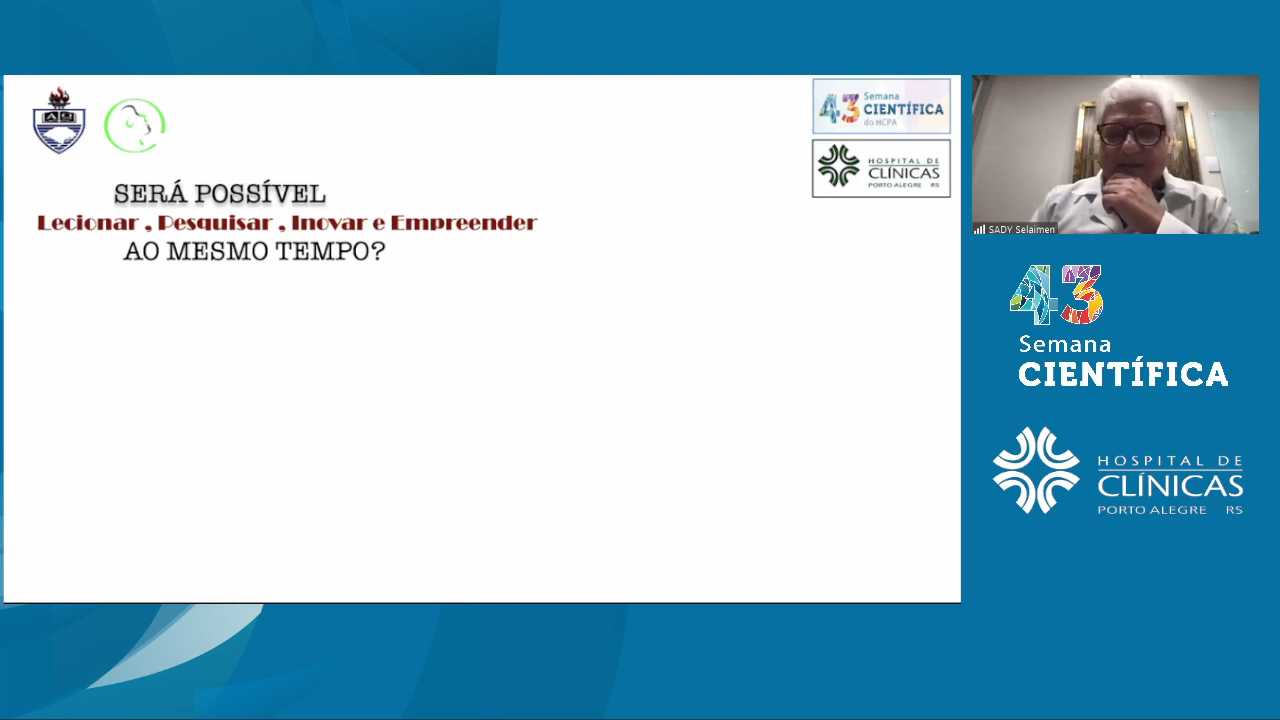 43 Semana
CIENTÍFICA
do HCPA
HOSPITAL DE
CLÍNICAS
PORTO ALEGRE RS
SERÁ POSSÍVEL
Lecionar , Pesquisar , Inovar e Empreender
AO MESMO TEMPO?
SADY Selaimen
43
Semana
CIENTÍFICA
HOSPITAL DE
CLÍNICAS
PORTO ALEGRE RS